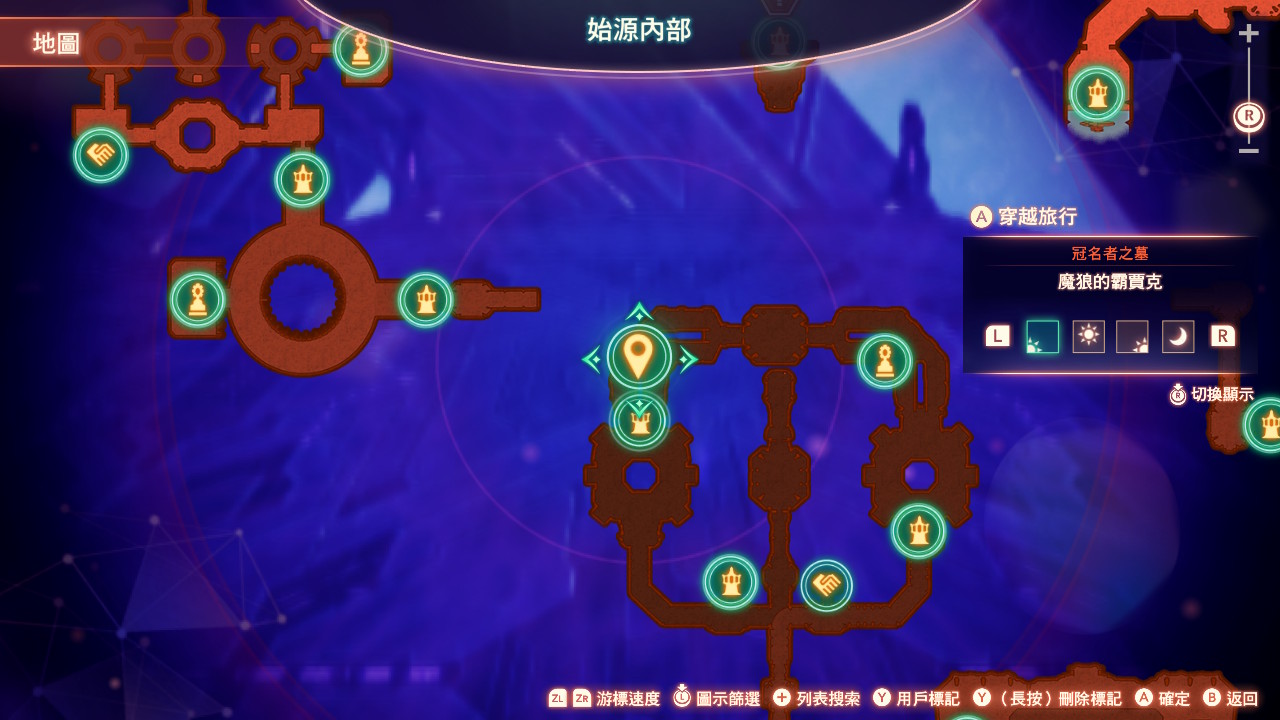 地圖
始源內部
R
A 穿越旅行
冠名者之墓
魔狼的霸賈克
L R
R 切換顯示
ZL ZR 游標速度 L 圖示篩選 + 列表搜索 Y 用戶標記 Y （長按）刪除標記 A 確定 B 返回